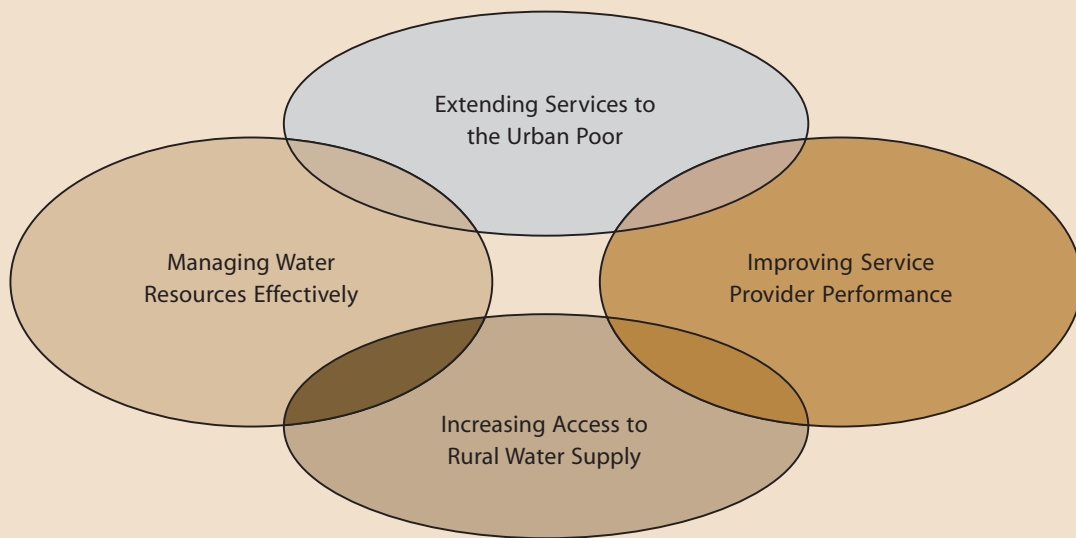 Extending Services to
the Urban Poor
Managing Water
Resources Effectively
Improving Service
Provider Performance
Increasing Access to
Rural Water Supply